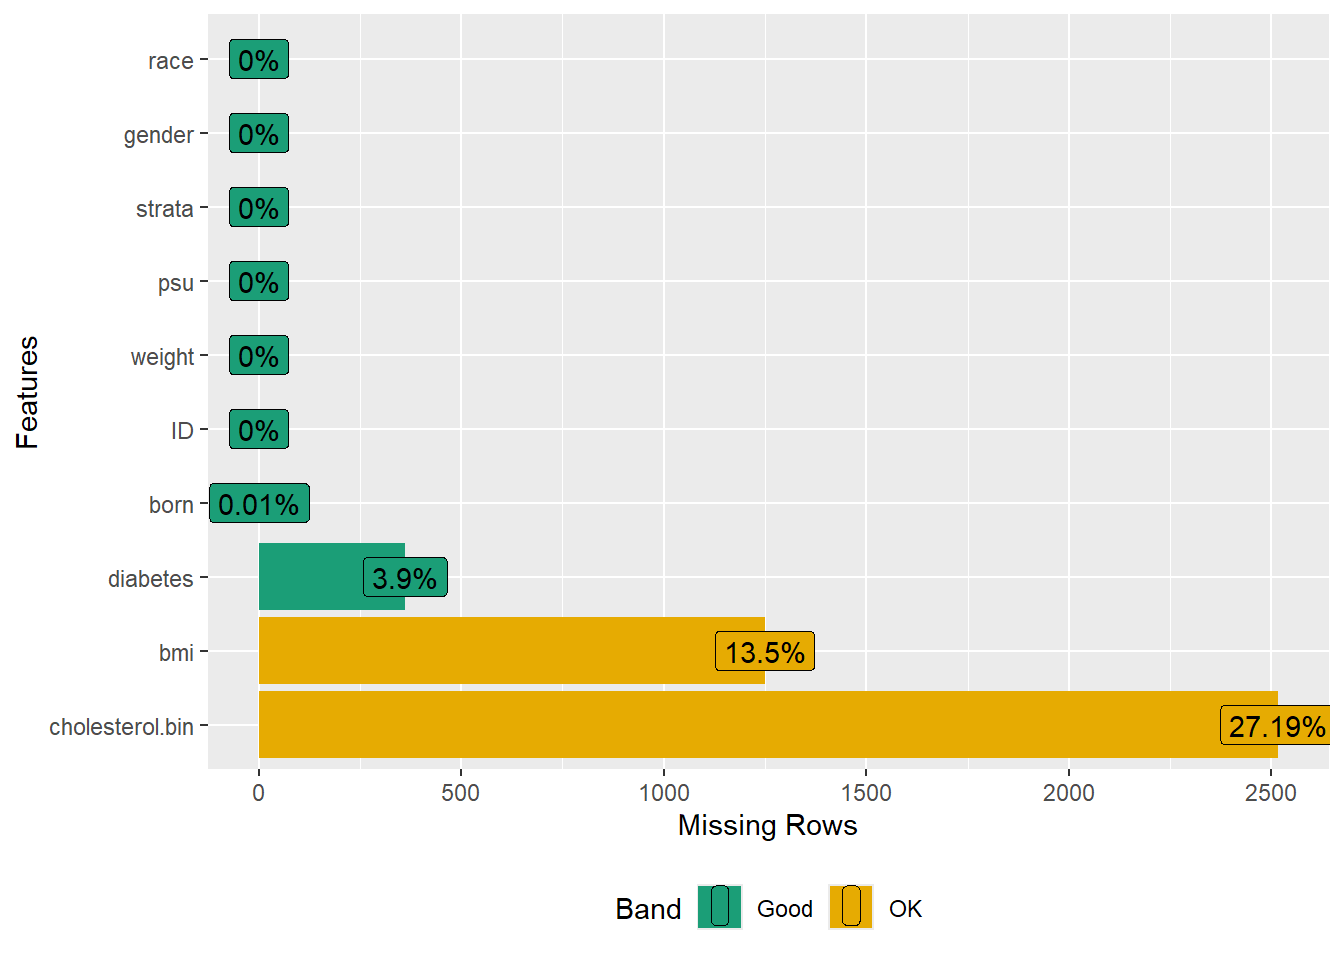 race 0%
gender 0%
strata 0%
psu 0%
weight 0%
ID 0%
born 0.01%
diabetes 3.9%
bmi 13.5%
cholesterol.bin 27.19%
Features
0 500 1000 1500 2000 2500
Missing Rows
Band Good OK